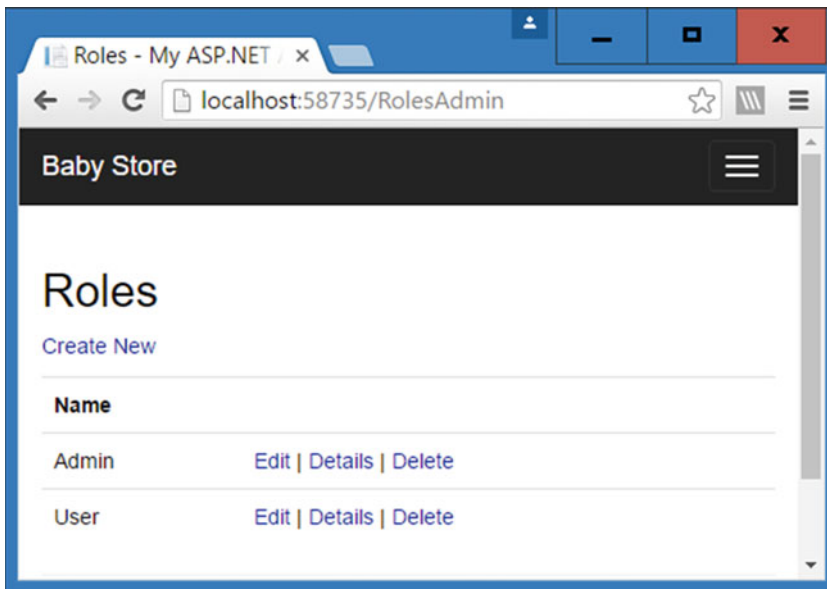 Roles - My ASP.NET
localhost:58735/RolesAdmin
Baby Store
Roles
Create New
Name
Admin Edit | Details | Delete
User Edit | Details | Delete